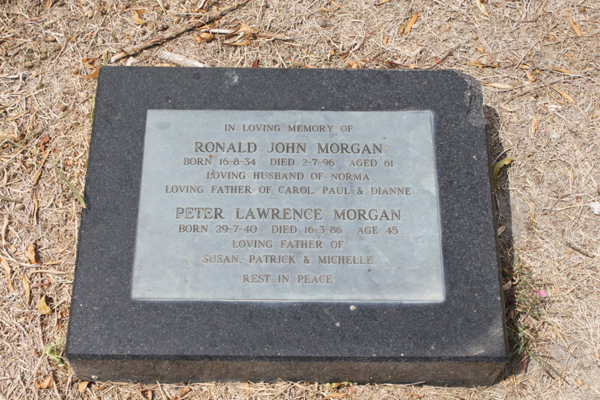 IN LOVING MEMORY OF
RONALD JOHN MORGAN
BORN 16-8-34 DIED 2-7-96 AGED 61
LOVING HUSBAND OF NORMA
LOVING FATHER OF CAROL, PAUL & DIANNE
PETER LAWRENCE MORGAN
BORN 29-7-40 DIED 16-3-86 AGE 45
LOVING FATHER OF
SUSAN, PATRICK & MICHELLE
REST IN PEACE